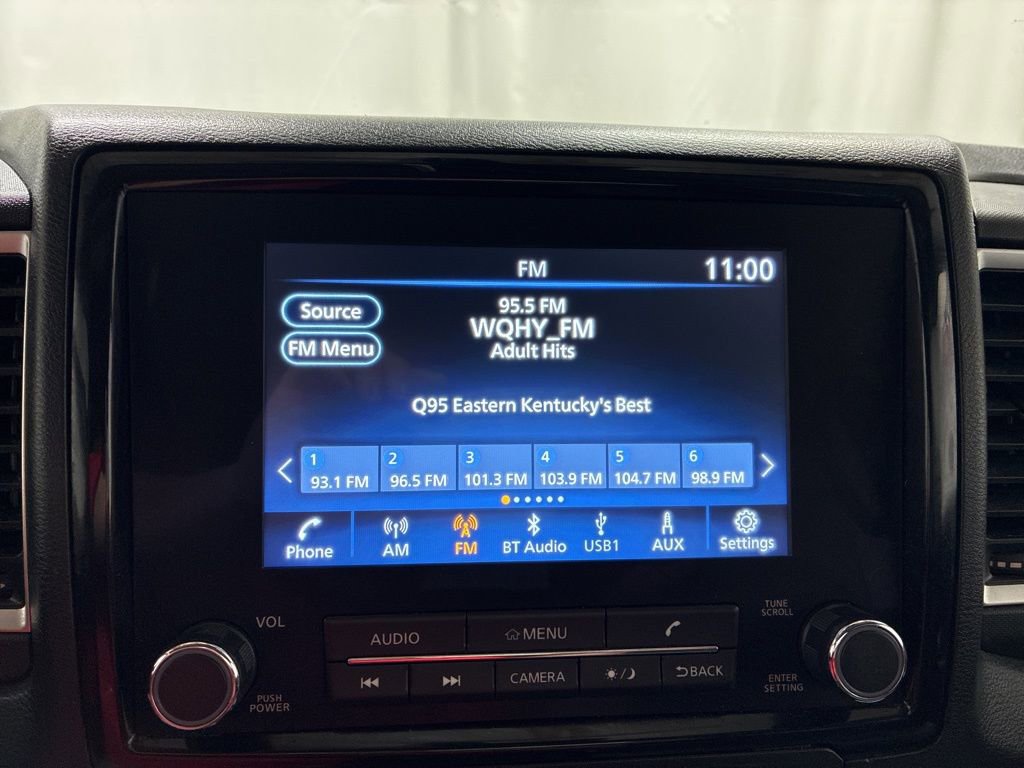 FM 11:00
Source
95.5 FM
WQHY_FM
FM Menu
Adult Hits
Q95 Eastern Kentucky's Best
1 2 3 4 5 6
93.1 FM 96.5 FM 101.3 FM 103.9 FM 104.7 FM 98.9 FM
Phone AM FM BT Audio USB1 AUX Settings
VOL
AUDIO MENU
TUNE
SCROLL
CAMERA BACK
PUSH
POWER
ENTER
SETTING